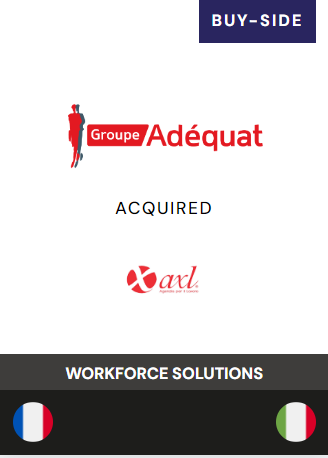 BUY-SIDE
Groupe Adéquat
ACQUIRED
axl
WORKFORCE SOLUTIONS